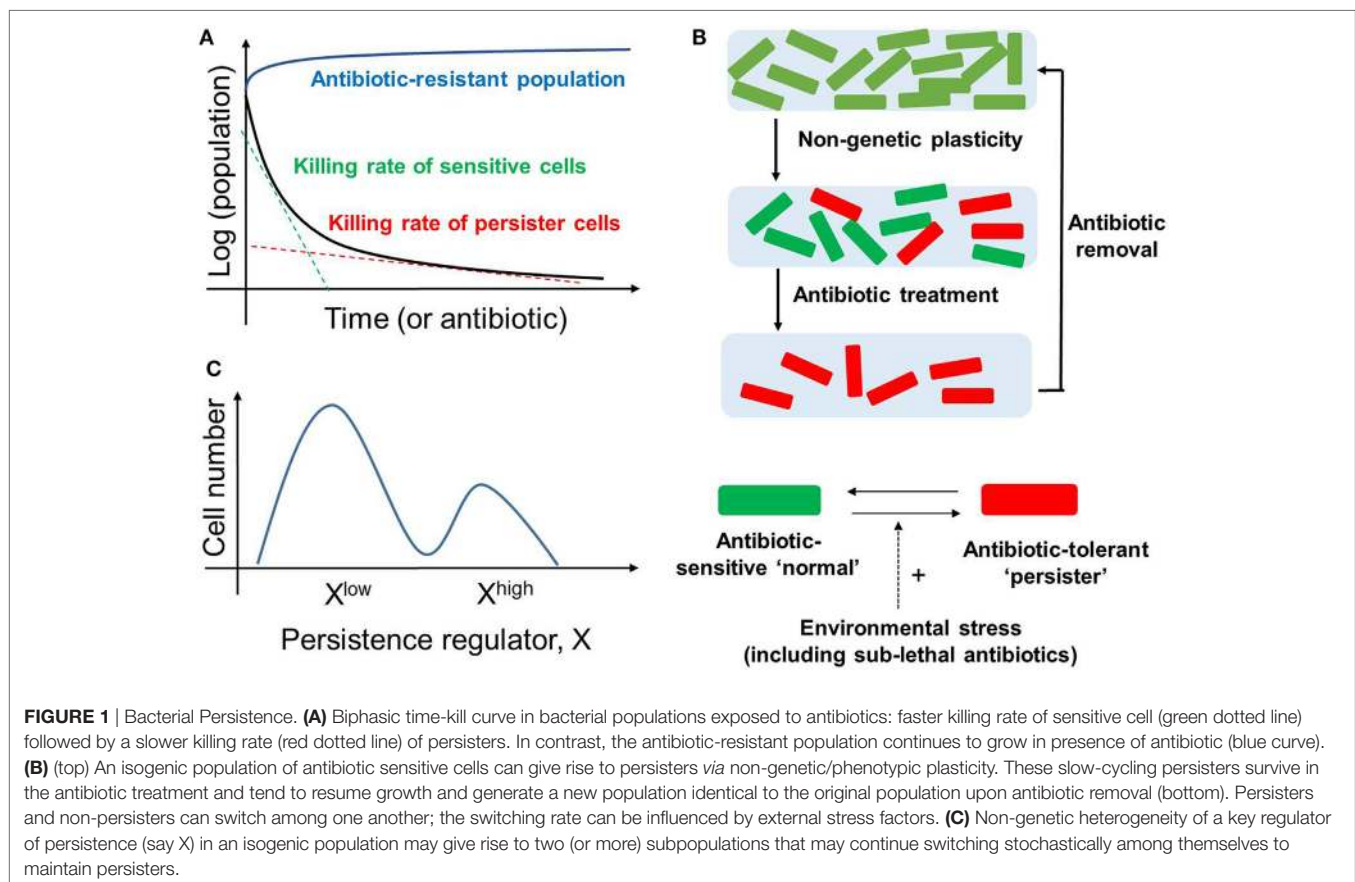 A
Log (population)
Antibiotic-resistant population
Killing rate of sensitive cells
Killing rate of persister cells
Time (or antibiotic)
B
Non-genetic plasticity
Antibiotic treatment
Antibiotic
removal
C
Cell number
Xlow
Xhigh
Persistence regulator, X
Antibiotic-
sensitive ‘normal’
Antibiotic-tolerant
‘persister’
+
Environmental stress
(including sub-lethal antibiotics)
FIGURE 1 | Bacterial Persistence. (A) Biphasic time-kill curve in bacterial populations exposed to antibiotics: faster killing rate of sensitive cell (green dotted line)
followed by a slower killing rate (red dotted line) of persisters. In contrast, the antibiotic-resistant population continues to grow in presence of antibiotic (blue curve).
(B) (top) An isogenic population of antibiotic sensitive cells can give rise to persisters via non-genetic/phenotypic plasticity. These slow-cycling persisters survive in
the antibiotic treatment and tend to resume growth and generate a new population identical to the original population upon antibiotic removal (bottom). Persisters
and non-persisters can switch among one another; the switching rate can be influenced by external stress factors. (C) Non-genetic heterogeneity of a key regulator
of persistence (say X) in an isogenic population may give rise to two (or more) subpopulations that may continue switching stochastically among themselves to
maintain persisters.